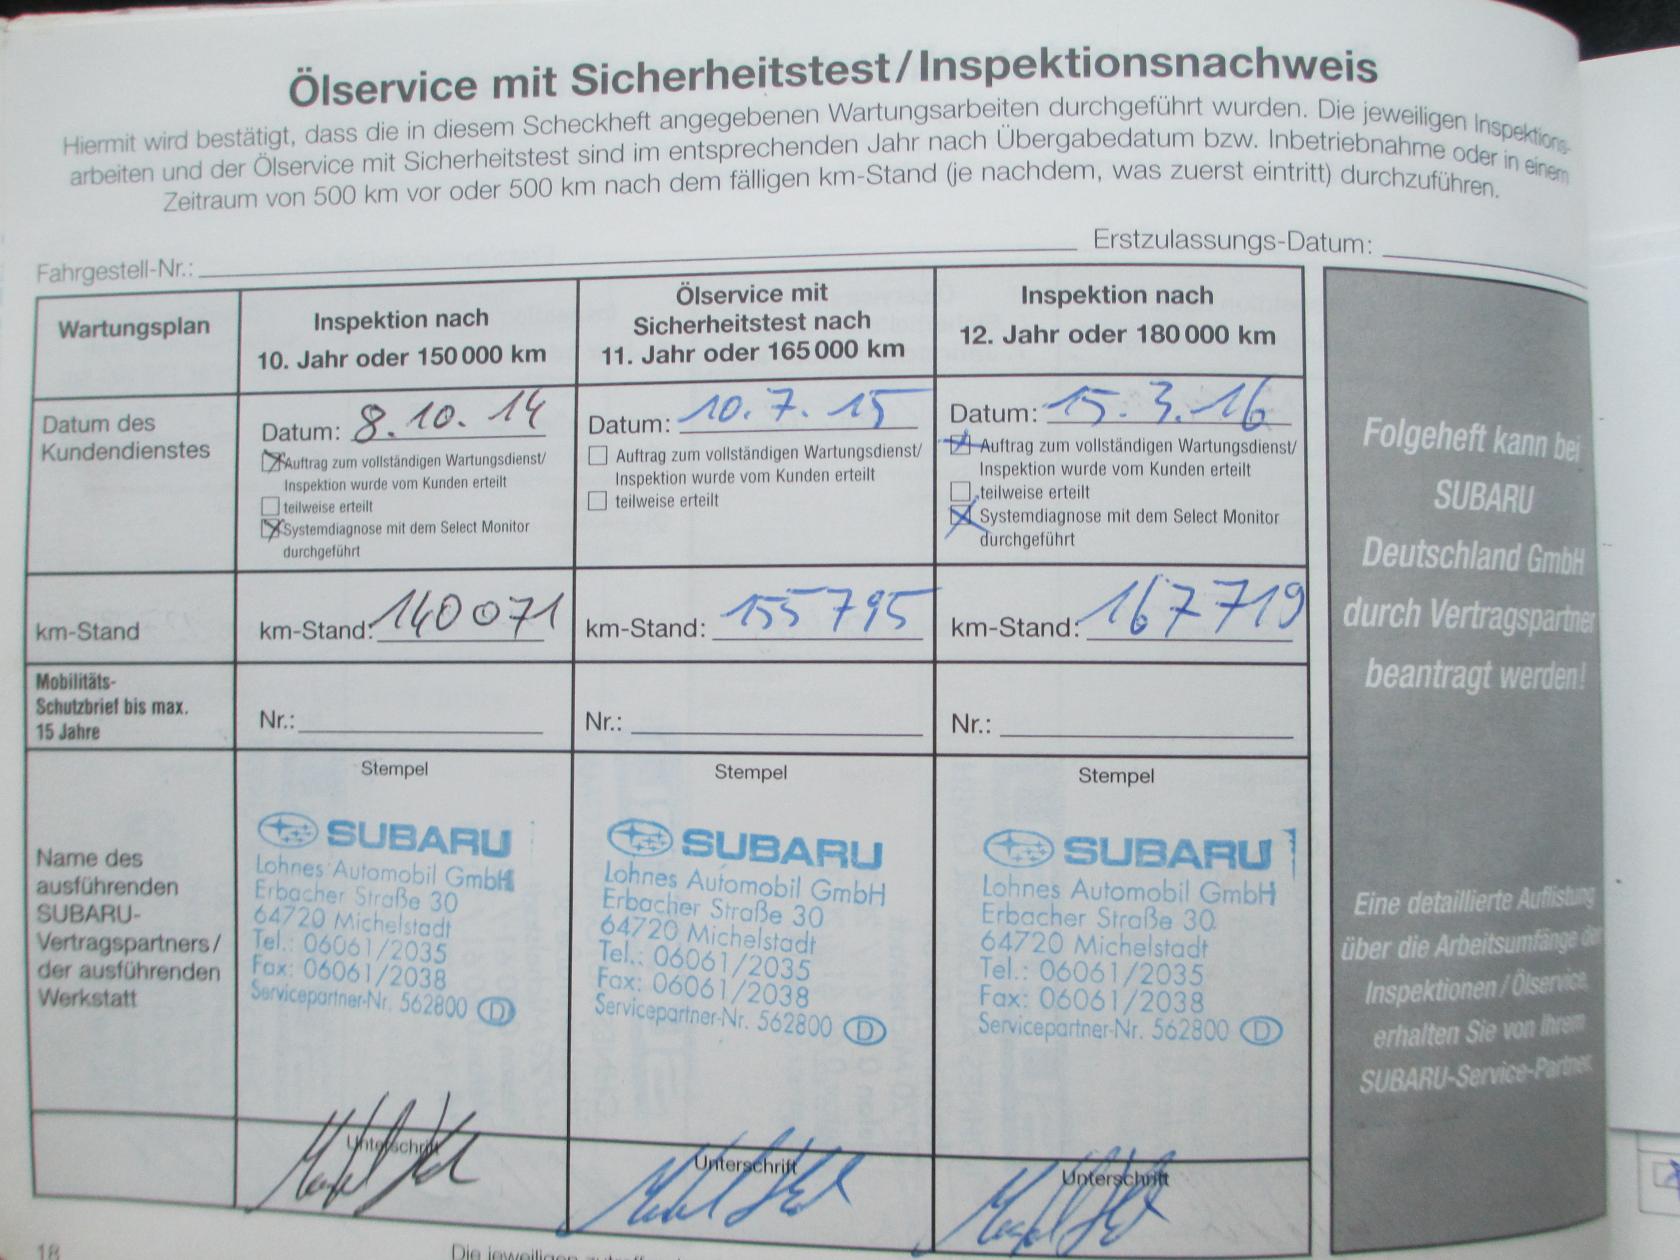 Ölservice mit Sicherheitstest/Inspektionsnachweis
Hiermit wird bestätigt, dass die in diesem Scheckheft angegebenen Wartungsarbeiten durchgeführt wurden. Die jeweiligen Inspektions-
arbeiten und der Ölservice mit Sicherheitstest sind im entsprechenden Jahr nach Übergabedatum bzw. Inbetriebnahme oder in einem
Zeitraum von 500 km vor oder 500 km nach dem fälligen km-Stand (je nachdem, was zuerst eintritt) durchzuführen.
Fahrgestell-Nr.:
Erstzulassungs-Datum:
Wartungsplan
Inspektion nach
10. Jahr oder 150 000 km
Ölservice mit
Sicherheitstest nach
11. Jahr oder 165 000 km
Inspektion nach
12. Jahr oder 180 000 km
Datum des
Kundendienstes
Datum: 8.10.14
Auftrag zum vollständigen Wartungsdienst/
Inspektion wurde vom Kunden erteilt
teilweise erteilt
Systemdiagnose mit dem Select Monitor
durchgeführt
Datum: 10.7.15
Auftrag zum vollständigen Wartungsdienst/
Inspektion wurde vom Kunden erteilt
teilweise erteilt
Datum: 15.3.16
Auftrag zum vollständigen Wartungsdienst/
Inspektion wurde vom Kunden erteilt
teilweise erteilt
Systemdiagnose mit dem Select Monitor
durchgeführt
km-Stand
km-Stand: 140071
km-Stand: 155795
km-Stand: 167719
Mobilitäts-
Schutzbrief bis max.
15 Jahre
Nr.:
Nr.:
Nr.:
Name des
ausführenden
SUBARU-
Vertragspartners/
der ausführenden
Werkstatt
Stempel
SUBARU
Lohnes Automobil GmbH
Erbacher Straße 30
64720 Michelstadt
Tel.: 06061/2035
Fax: 06061/2038
Servicepartner-Nr. 562800 D
Unterschrift
Stempel
SUBARU
Lohnes Automobil GmbH
Erbacher Straße 30
64720 Michelstadt
Tel.: 06061/2035
Fax: 06061/2038
Servicepartner-Nr. 562800 D
Unterschrift
Stempel
SUBARU
Lohnes Automobil GmbH
Erbacher Straße 30
64720 Michelstadt
Tel.: 06061/2035
Fax: 06061/2038
Servicepartner-Nr. 562800 D
Unterschrift
Folgeheft kann bei
SUBARU
Deutschland GmbH
durch Vertragspartner
beantragt werden!
Eine detaillierte Auflistung
über die Arbeitsumfänge der
Inspektionen/Ölservice
erhalten Sie von Ihrem
SUBARU-Service-Partner.
18
Die jeweiligen